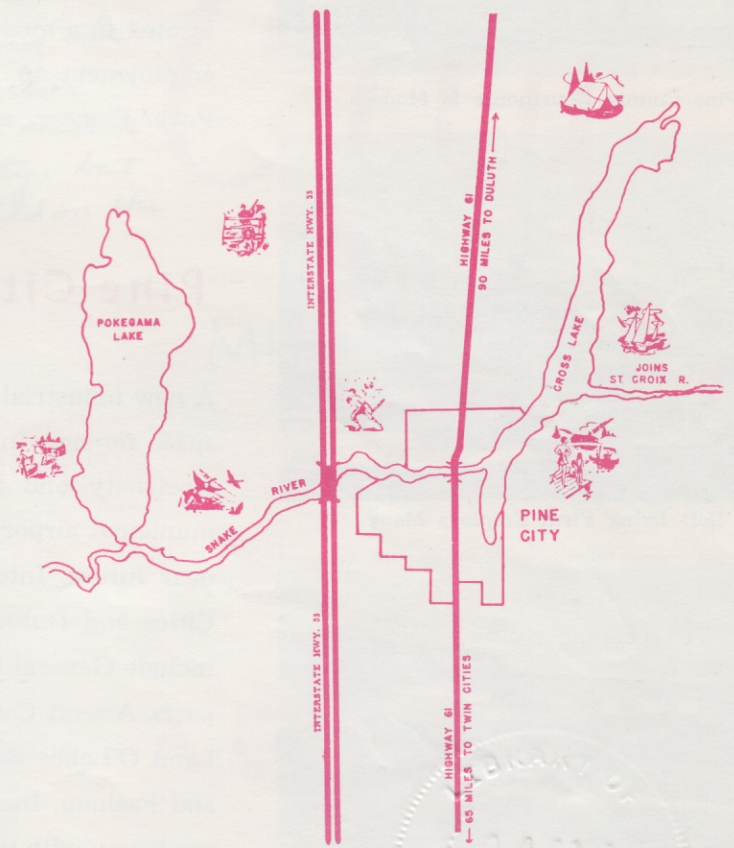 INTERSTATE HWY. 35
HIGHWAY 61
90 MILES TO DULUTH
POKEGAMA
LAKE
CROSS LAKE
JOINS
ST. CROIX R.
SNAKE RIVER
PINE
CITY
INTERSTATE HWY. 35
HIGHWAY 61
65 MILES TO TWIN CITIES